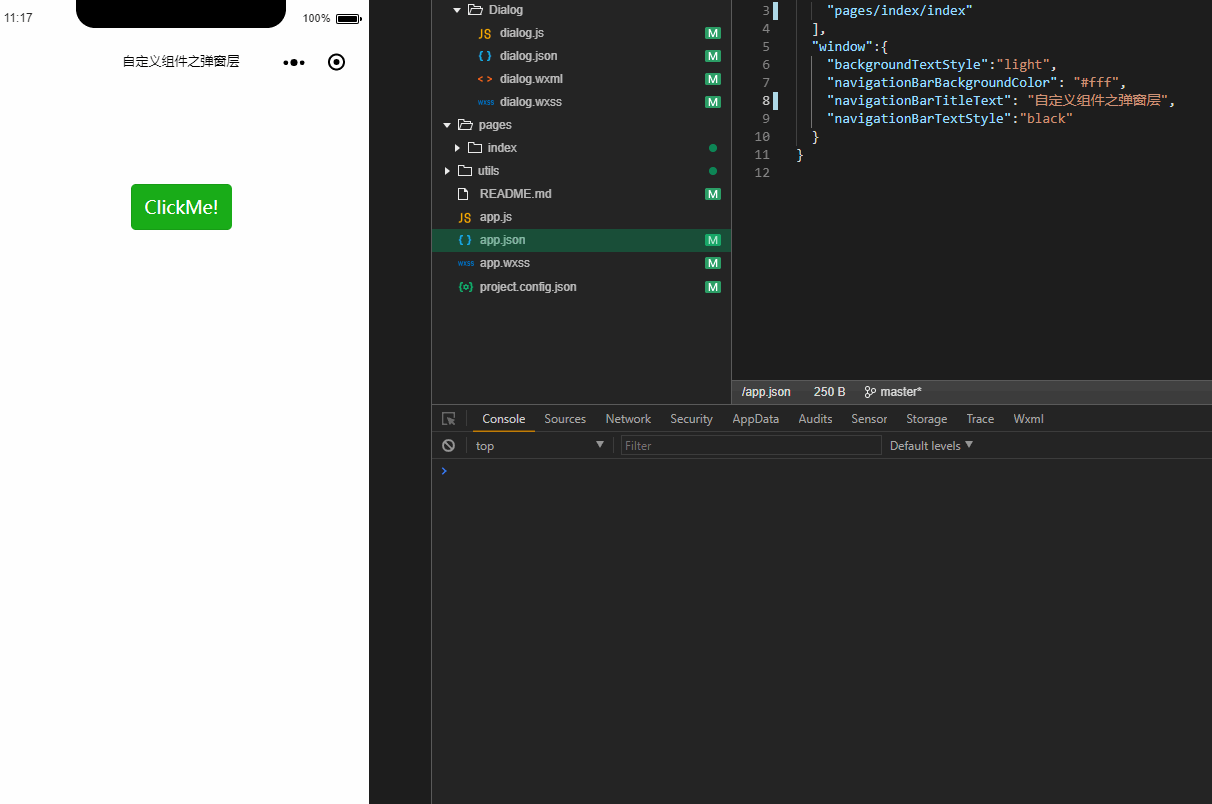 11:17
100%
自定义组件之弹窗层
ClickMe!
Dialog
JS dialog.js M
{ } dialog.json M
< > dialog.wxml M
wxss dialog.wxss M
pages
index
utils
README.md M
JS app.js
{ } app.json M
wxss app.wxss M
{o} project.config.json M
3 "pages/index/index"
4 ],
5 "window":{
6 "backgroundTextStyle":"light",
7 "navigationBarBackgroundColor": "#fff",
8 "navigationBarTitleText": "自定义组件之弹窗层",
9 "navigationBarTextStyle":"black"
10 }
11 }
12
/app.json 250 B master*
Console Sources Network Security AppData Audits Sensor Storage Trace Wxml
top Filter Default levels
>